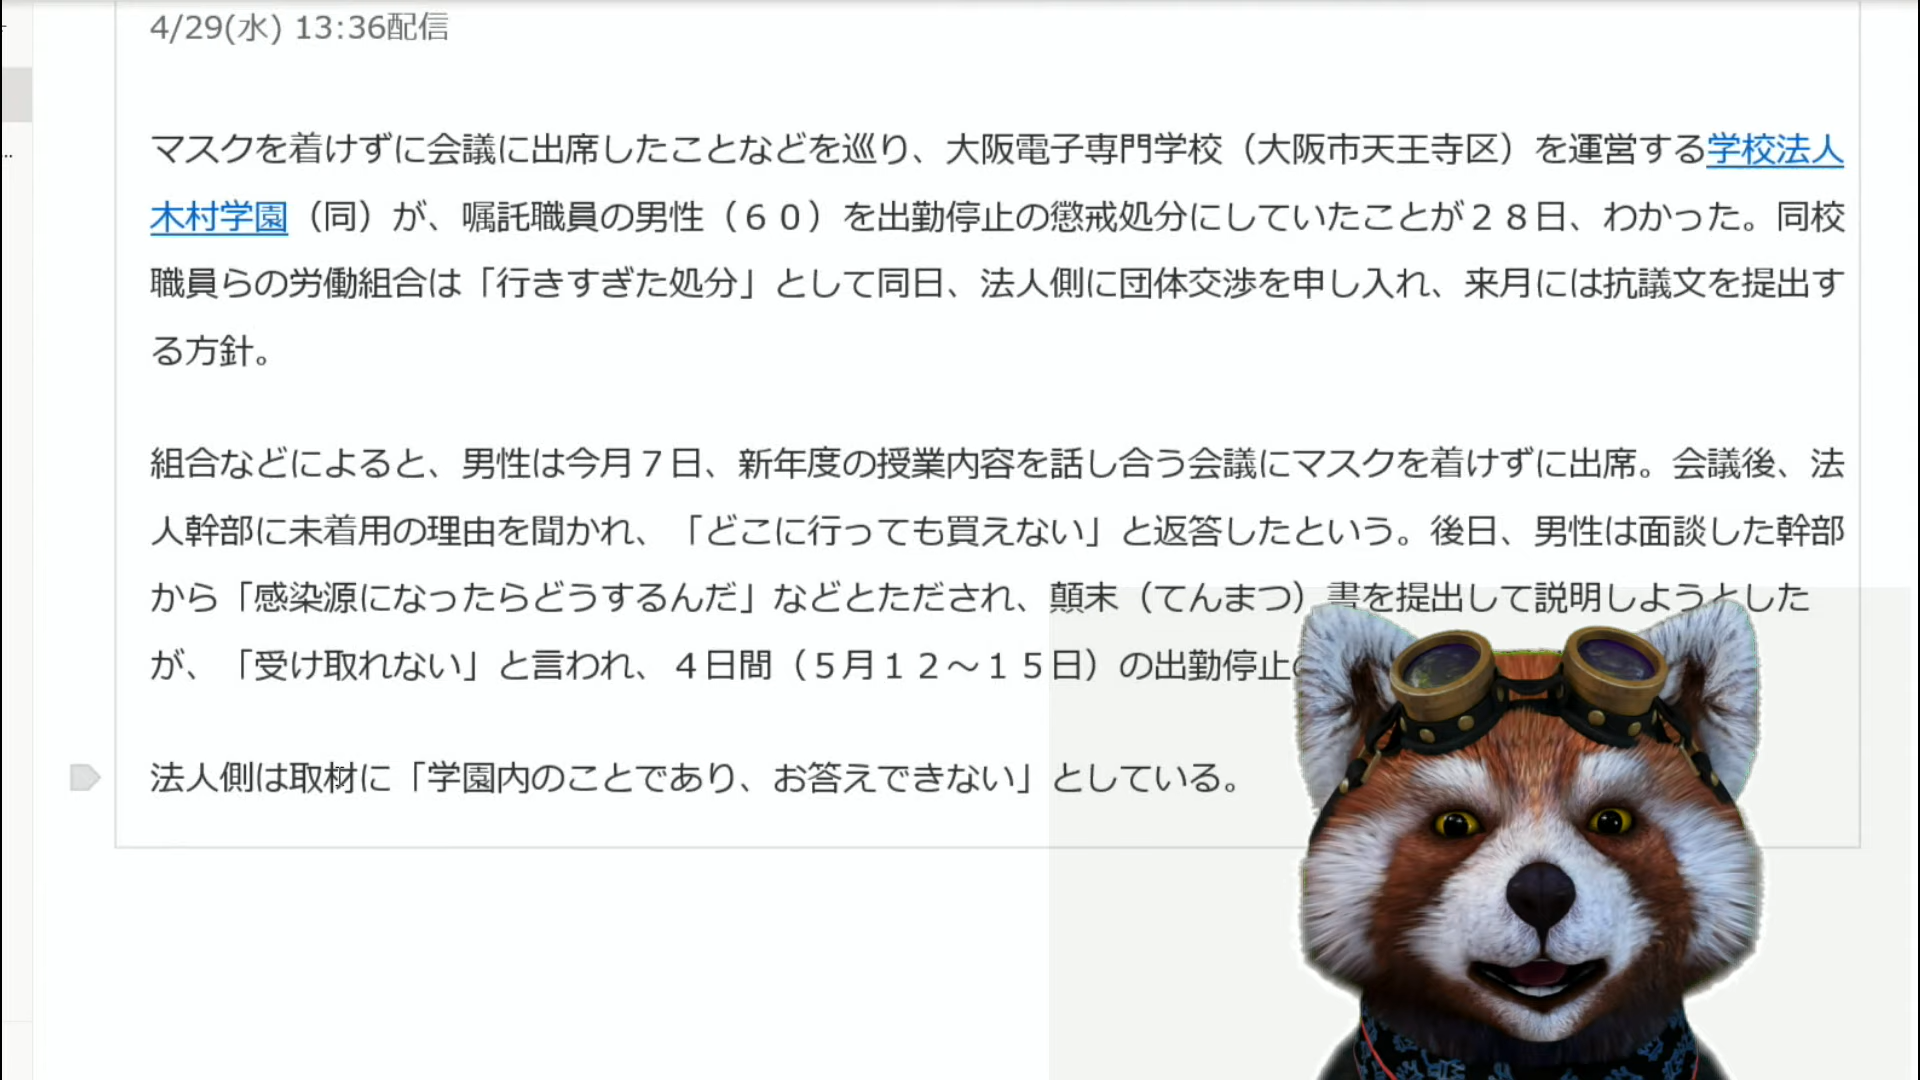 4/29(水) 13:36配信
マスクを着けずに会議に出席したことなどを巡り、大阪電子専門学校（大阪市天王寺区）を運営する学校法人
木村学園（同）が、嘱託職員の男性（６０）を出勤停止の懲戒処分にしていたことが２８日、わかった。同校
職員らの労働組合は「行きすぎた処分」として同日、法人側に団体交渉を申し入れ、来月には抗議文を提出す
る方針。
組合などによると、男性は今月７日、新年度の授業内容を話し合う会議にマスクを着けずに出席。会議後、法
人幹部に未着用の理由を聞かれ、「どこに行っても買えない」と返答したという。後日、男性は面談した幹部
から「感染源になったらどうするんだ」などとただされ、顛末（てんまつ）書を提出して説明しようとした
が、「受け取れない」と言われ、４日間（５月１２～１５日）の出勤停止
法人側は取材に「学園内のことであり、お答えできない」としている。